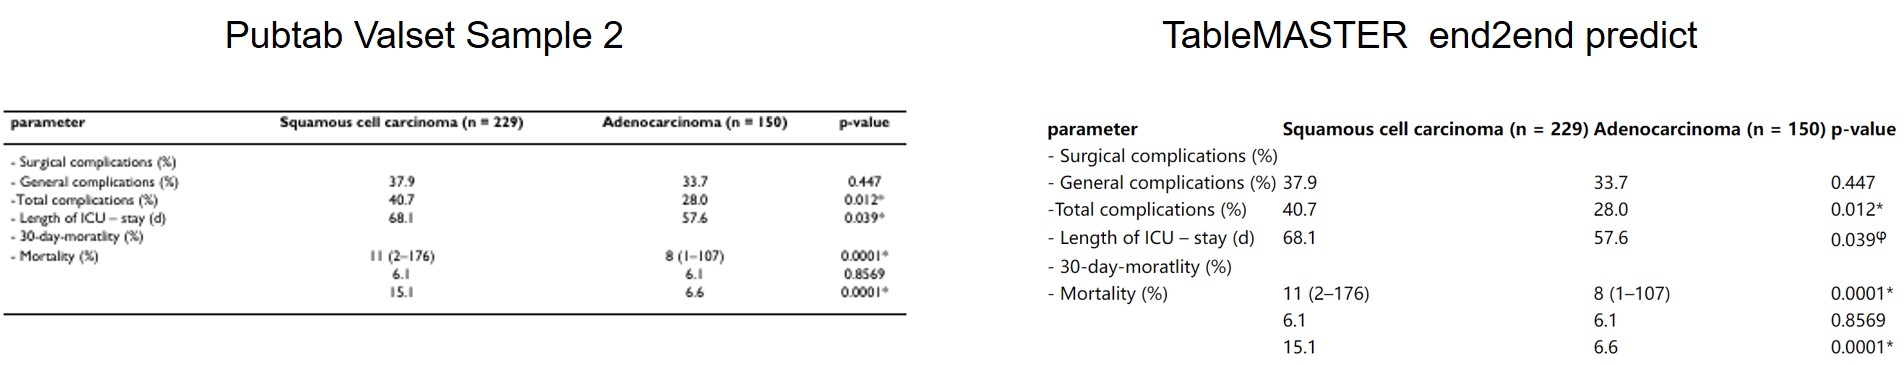 Pubtab Valset Sample 2
parameter Squamous cell carcinoma (n = 229) Adenocarcinoma (n = 150) p-value
- Surgical complications (%)
- General complications (%) 37.9 33.7 0.447
-Total complications (%) 40.7 28.0 0.012*
- Length of ICU – stay (d) 68.1 57.6 0.039*
- 30-day-moratlity (%)
- Mortality (%) 11 (2–176) 8 (1–107) 0.0001*
6.1 6.1 0.8569
15.1 6.6 0.0001*
TableMASTER end2end predict
parameter Squamous cell carcinoma (n = 229) Adenocarcinoma (n = 150) p-value
- Surgical complications (%)
- General complications (%) 37.9 33.7 0.447
-Total complications (%) 40.7 28.0 0.012*
- Length of ICU – stay (d) 68.1 57.6 0.039φ
- 30-day-moratlity (%)
- Mortality (%) 11 (2–176) 8 (1–107) 0.0001*
6.1 6.1 0.8569
15.1 6.6 0.0001*